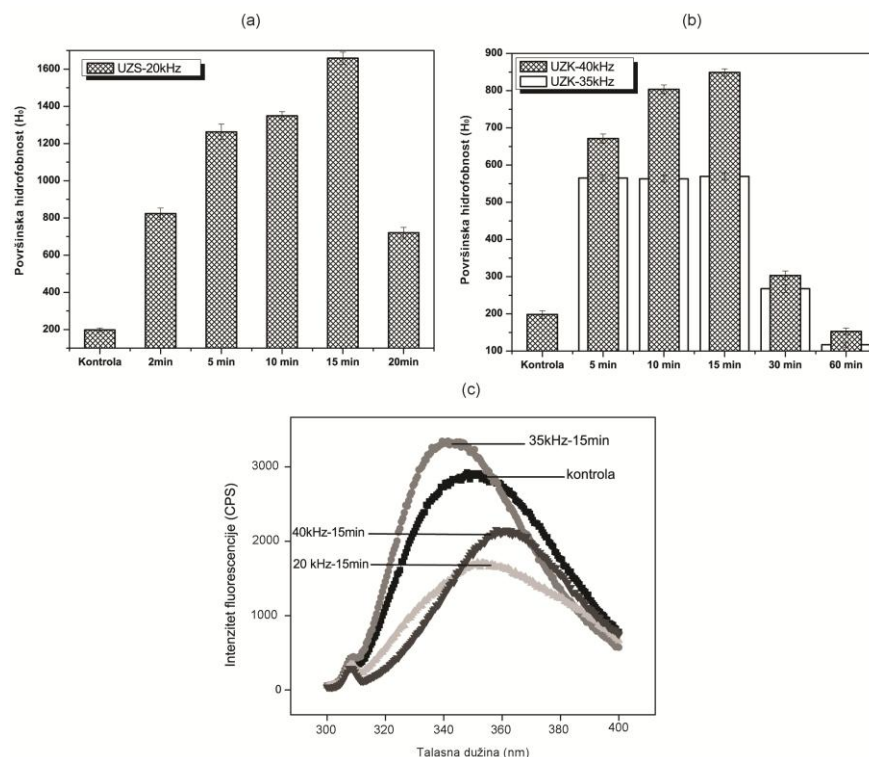 (a)
Površinska hidrofobnost (H₀)
1600
1400
1200
1000
800
600
400
200
UZS-20kHz
Kontrola 2min 5 min 10 min 15 min 20min
(b)
Površinska hidrofobnost (H₀)
900
800
700
600
500
400
300
200
100
UZK-40kHz
UZK-35kHz
Kontrola 5 min 10 min 15 min 30 min 60 min
(c)
Intenzitet fluorescencije (CPS)
3000
2000
1000
0
35kHz-15min
kontrola
40kHz-15min
20 kHz-15min
300 320 340 360 380 400
Talasna dužina (nm)